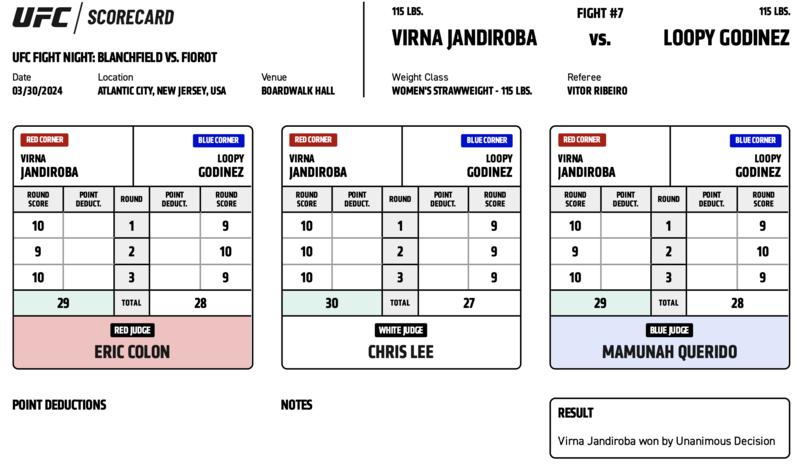 UFC / SCORECARD
UFC FIGHT NIGHT: BLANCHFIELD VS. FIOROT
Date Location Venue
03/30/2024 ATLANTIC CITY, NEW JERSEY, USA BOARDWALK HALL
115 LBS. FIGHT #7 115 LBS.
VIRNA JANDIROBA VS. LOOPY GODINEZ
Weight Class Referee
WOMEN'S STRAWWEIGHT - 115 LBS. VITOR RIBEIRO
RED CORNER BLUE CORNER
VIRNA LOOPY
JANDIROBA GODINEZ
ROUND SCORE POINT DEDUCT. ROUND POINT DEDUCT. ROUND SCORE
10 1 9
9 2 10
10 3 9
29 TOTAL 28
RED JUDGE
ERIC COLON
RED CORNER BLUE CORNER
VIRNA LOOPY
JANDIROBA GODINEZ
ROUND SCORE POINT DEDUCT. ROUND POINT DEDUCT. ROUND SCORE
10 1 9
10 2 9
10 3 9
30 TOTAL 27
WHITE JUDGE
CHRIS LEE
RED CORNER BLUE CORNER
VIRNA LOOPY
JANDIROBA GODINEZ
ROUND SCORE POINT DEDUCT. ROUND POINT DEDUCT. ROUND SCORE
10 1 9
9 2 10
10 3 9
29 TOTAL 28
BLUE JUDGE
MAMUNAH QUERIDO
POINT DEDUCTIONS
NOTES
RESULT
Virna Jandiroba won by Unanimous Decision